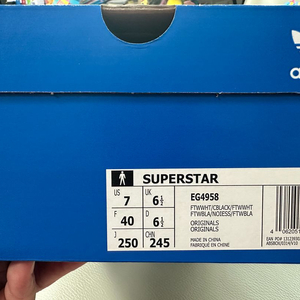 SUPERSTAR
US 7 UK 6½
F 40 D 6½
J 250 CHN 245
EG4958
FTWWHT/CBLACK/FTWWHT
FTWBLA/NOIESS/FTWBLA
ORIGINALS
ORIGINALS
MADE IN CHINA
FABRIQUÉ EN CHINE